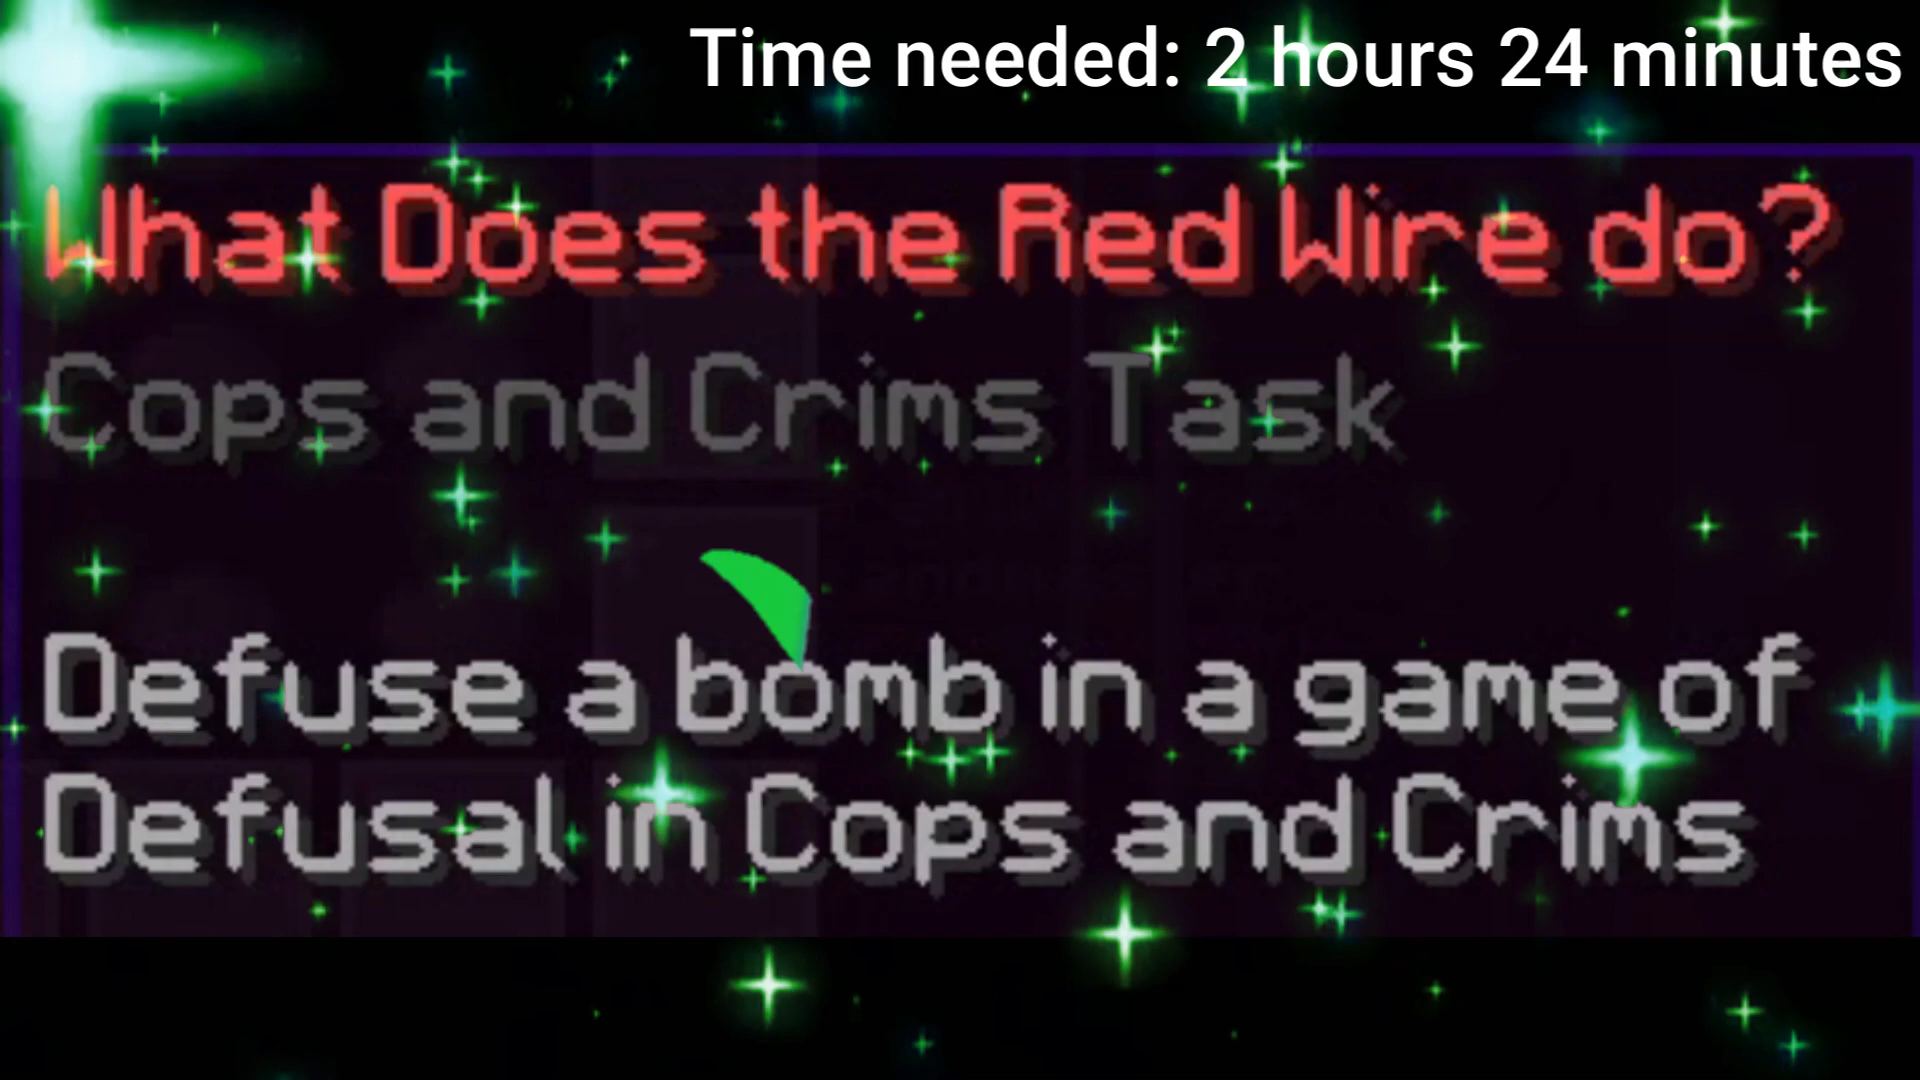 Time needed: 2 hours 24 minutes
What Does the Red Wire do?
Cops and Crims Task
Defuse a bomb in a game of
Defusal in Cops and Crims